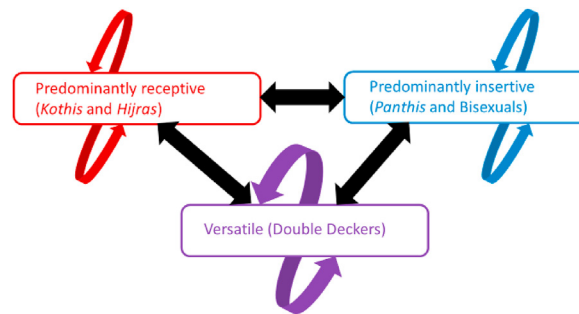 Predominantly receptive
(Kothis and Hijras)
Predominantly insertive
(Panthis and Bisexuals)
Versatile (Double Deckers)